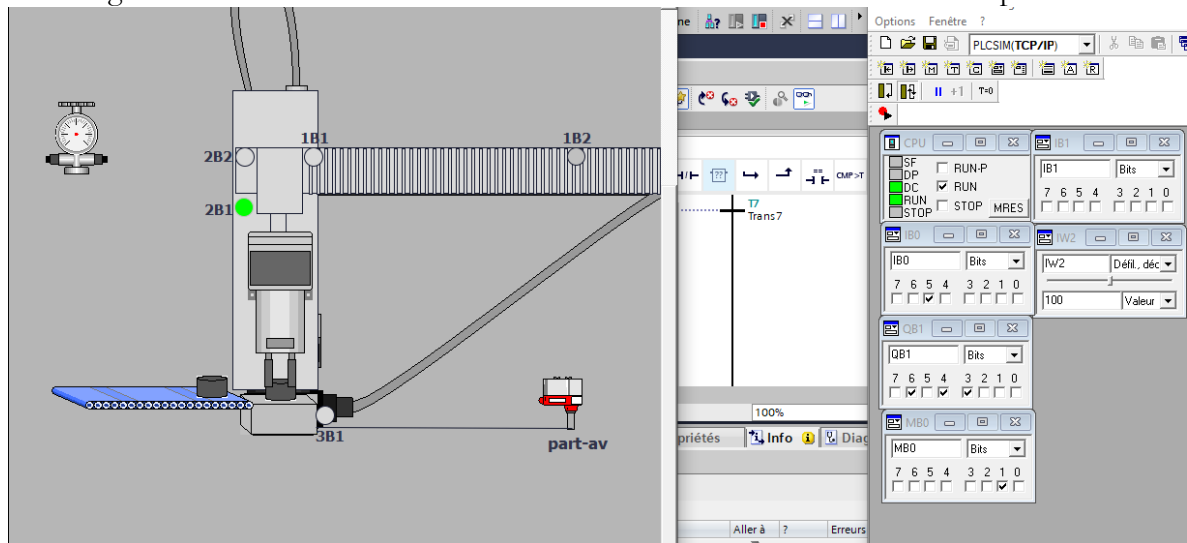 2B2
1B1
1B2
2B1
3B1
part-av
ne
H/⊢
??
CMP>T
T7
Trans7
100%
priétés
Info
Diag
Aller à
?
Erreurs
Options Fenêtre ?
PLCSIM(TCP/IP)
+1 T=0
CPU
SF
DP
DC
RUN
STOP
RUN-P
RUN
STOP
MRES
IB1
IB1 Bits
7 6 5 4 3 2 1 0
IB0
IB0 Bits
7 6 5 4 3 2 1 0
IW2
IW2 Défil., déc
100 Valeur
QB1
QB1 Bits
7 6 5 4 3 2 1 0
MB0
MB0 Bits
7 6 5 4 3 2 1 0